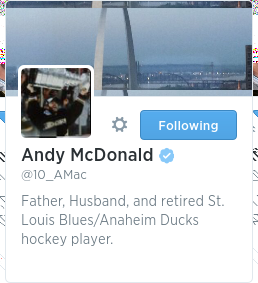 Following
Andy McDonald
@10_AMac
Father, Husband, and retired St.
Louis Blues/Anaheim Ducks
hockey player.